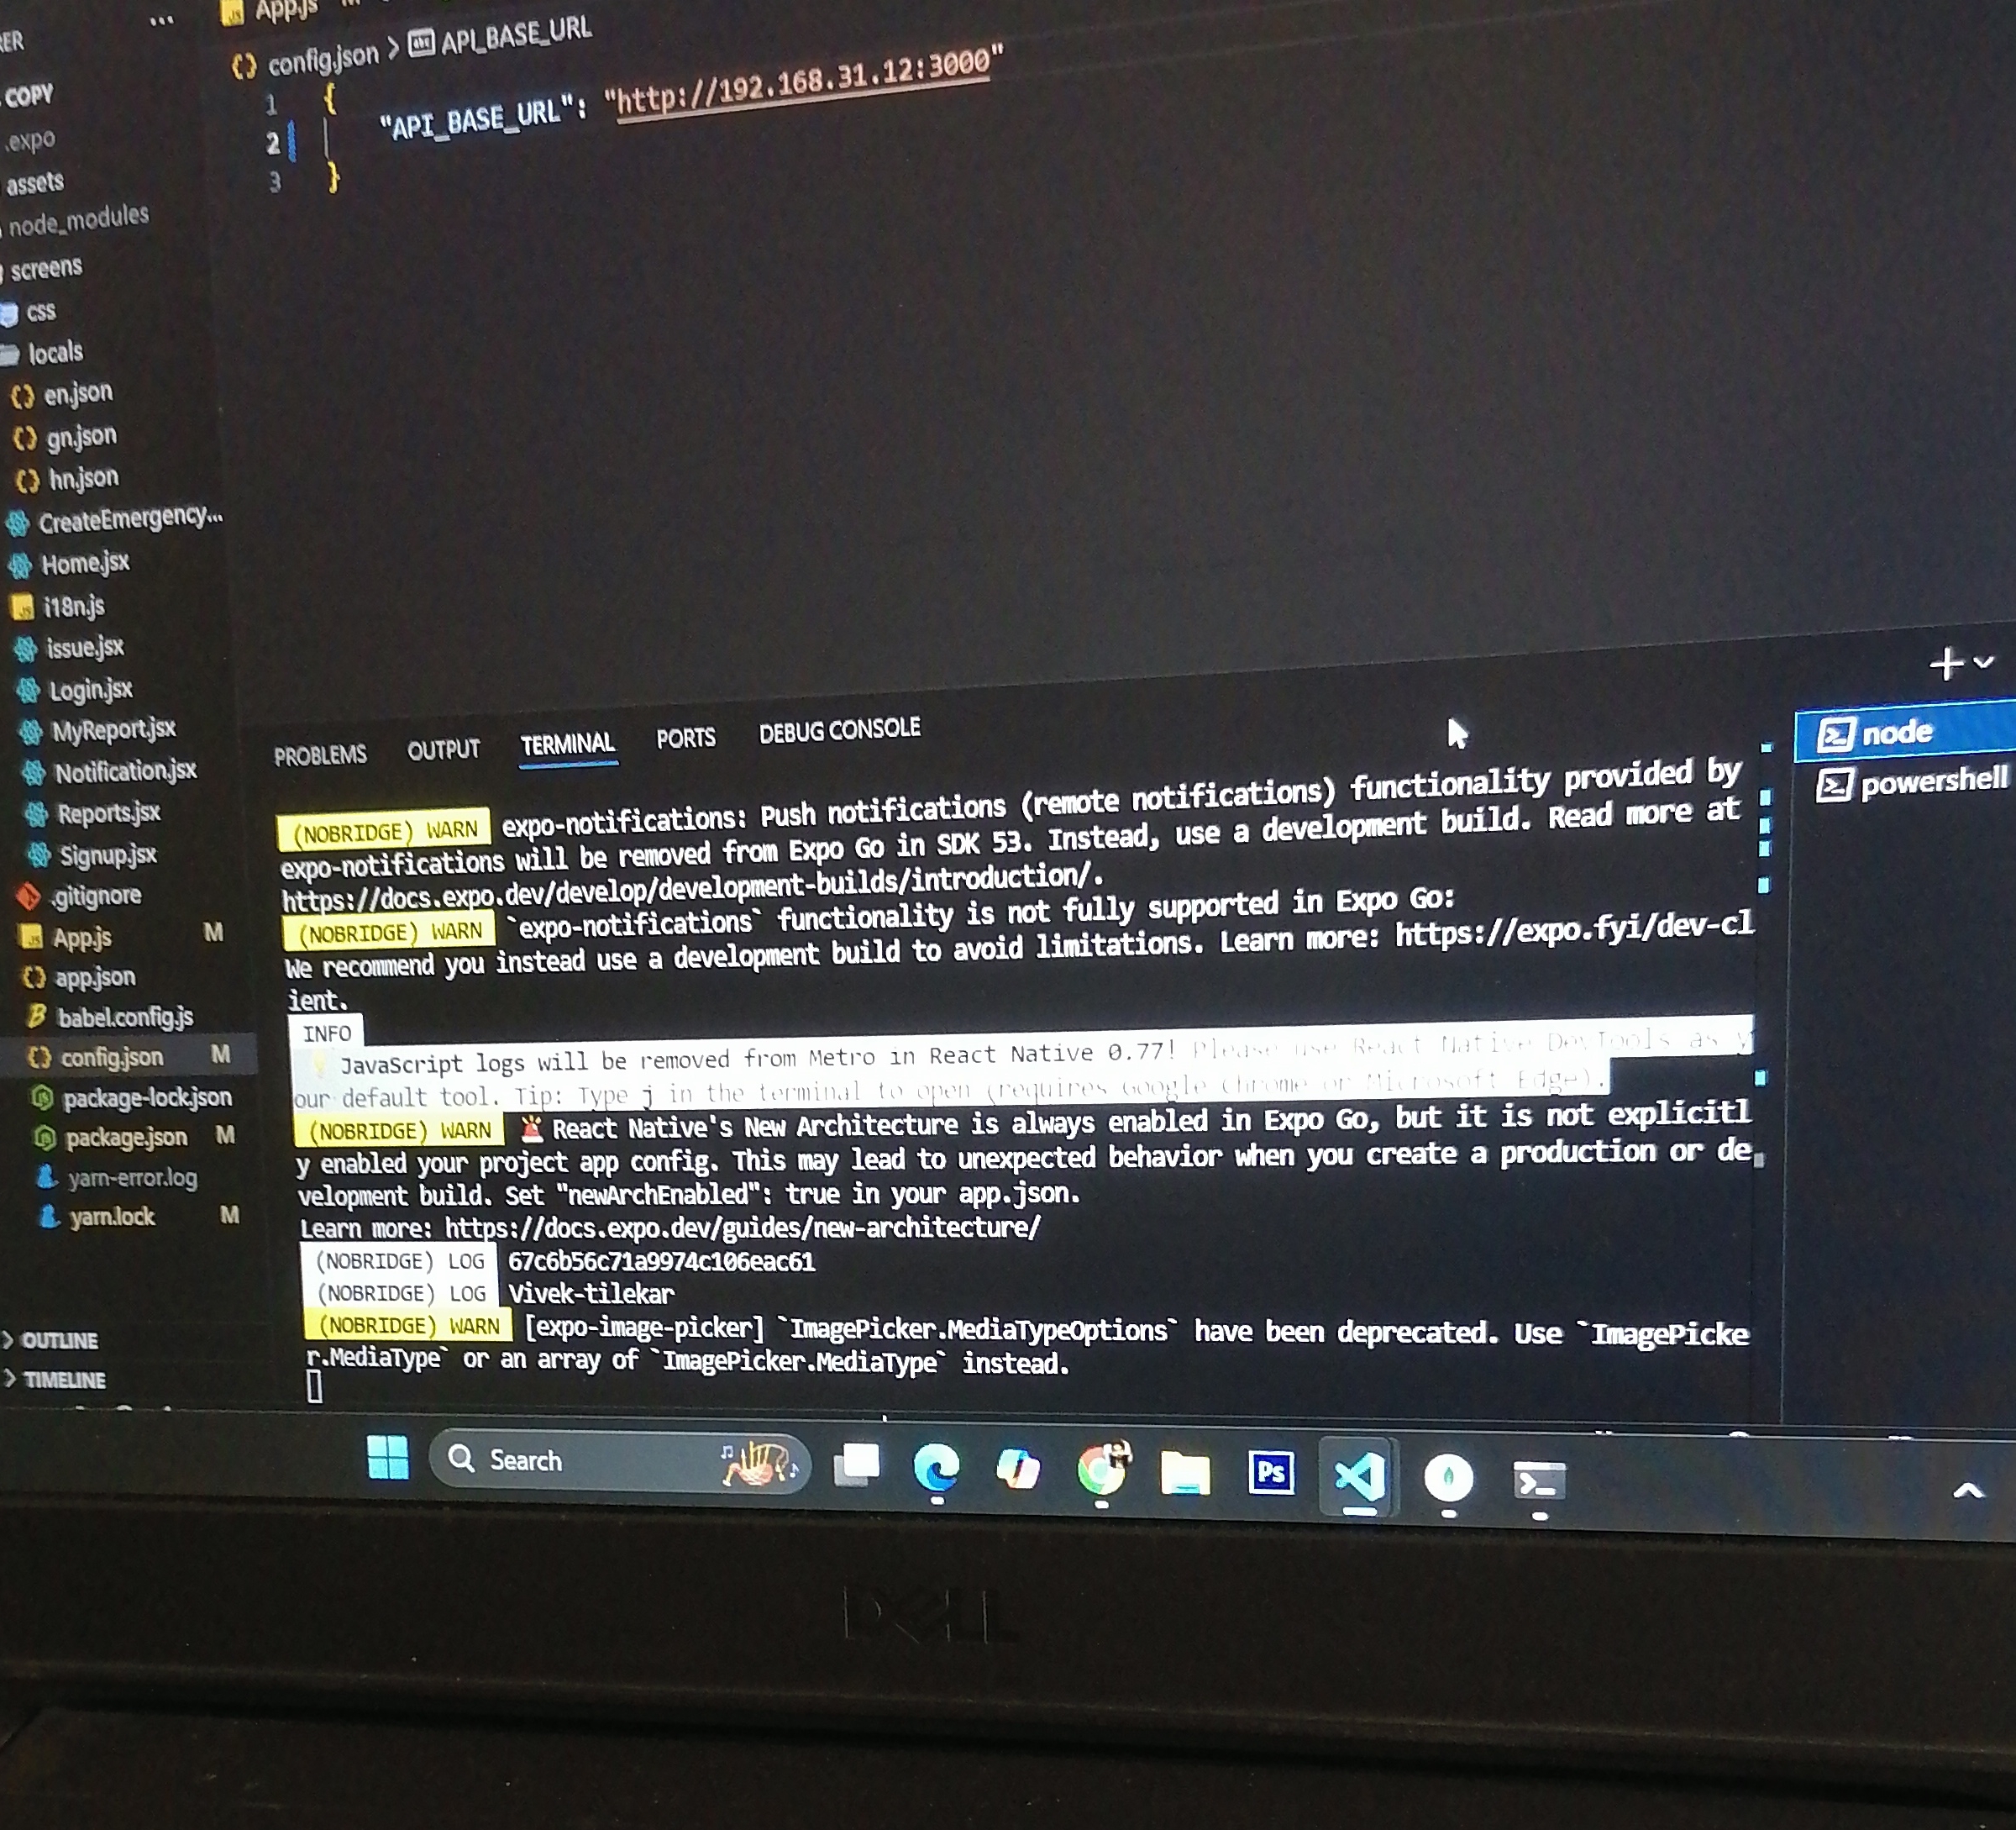 App.js
config.json > API_BASE_URL
COPY
.expo
assets
node_modules
screens
css
locals
en.json
gn.json
hn.json
CreateEmergency...
Home.jsx
i18n.js
issue.jsx
Login.jsx
MyReport.jsx
Notification.jsx
Reports.jsx
Signup.jsx
.gitignore
App.js M
app.json
babel.config.js
config.json M
package-lock.json
package.json M
yarn-error.log
yarn.lock M
OUTLINE
TIMELINE
1 {
2 "API_BASE_URL": "http://192.168.31.12:3000"
3 }
PROBLEMS OUTPUT TERMINAL PORTS DEBUG CONSOLE
node
powershell
(NOBRIDGE) WARN expo-notifications: Push notifications (remote notifications) functionality provided by
expo-notifications will be removed from Expo Go in SDK 53. Instead, use a development build. Read more at
https://docs.expo.dev/develop/development-builds/introduction/.
(NOBRIDGE) WARN `expo-notifications` functionality is not fully supported in Expo Go:
We recommend you instead use a development build to avoid limitations. Learn more: https://expo.fyi/dev-cl
ient.
INFO
JavaScript logs will be removed from Metro in React Native 0.77! Please use React Native DevTools as y
our default tool. Tip: Type j in the terminal to open (requires Google Chrome or Microsoft Edge).
(NOBRIDGE) WARN 🚨 React Native's New Architecture is always enabled in Expo Go, but it is not explicitl
y enabled your project app config. This may lead to unexpected behavior when you create a production or de
velopment build. Set "newArchEnabled": true in your app.json.
Learn more: https://docs.expo.dev/guides/new-architecture/
(NOBRIDGE) LOG 67c6b56c71a9974c106eac61
(NOBRIDGE) LOG Vivek-tilekar
(NOBRIDGE) WARN [expo-image-picker] `ImagePicker.MediaTypeOptions` have been deprecated. Use `ImagePicke
r.MediaType` or an array of `ImagePicker.MediaType` instead.
Search
Ps
DELL